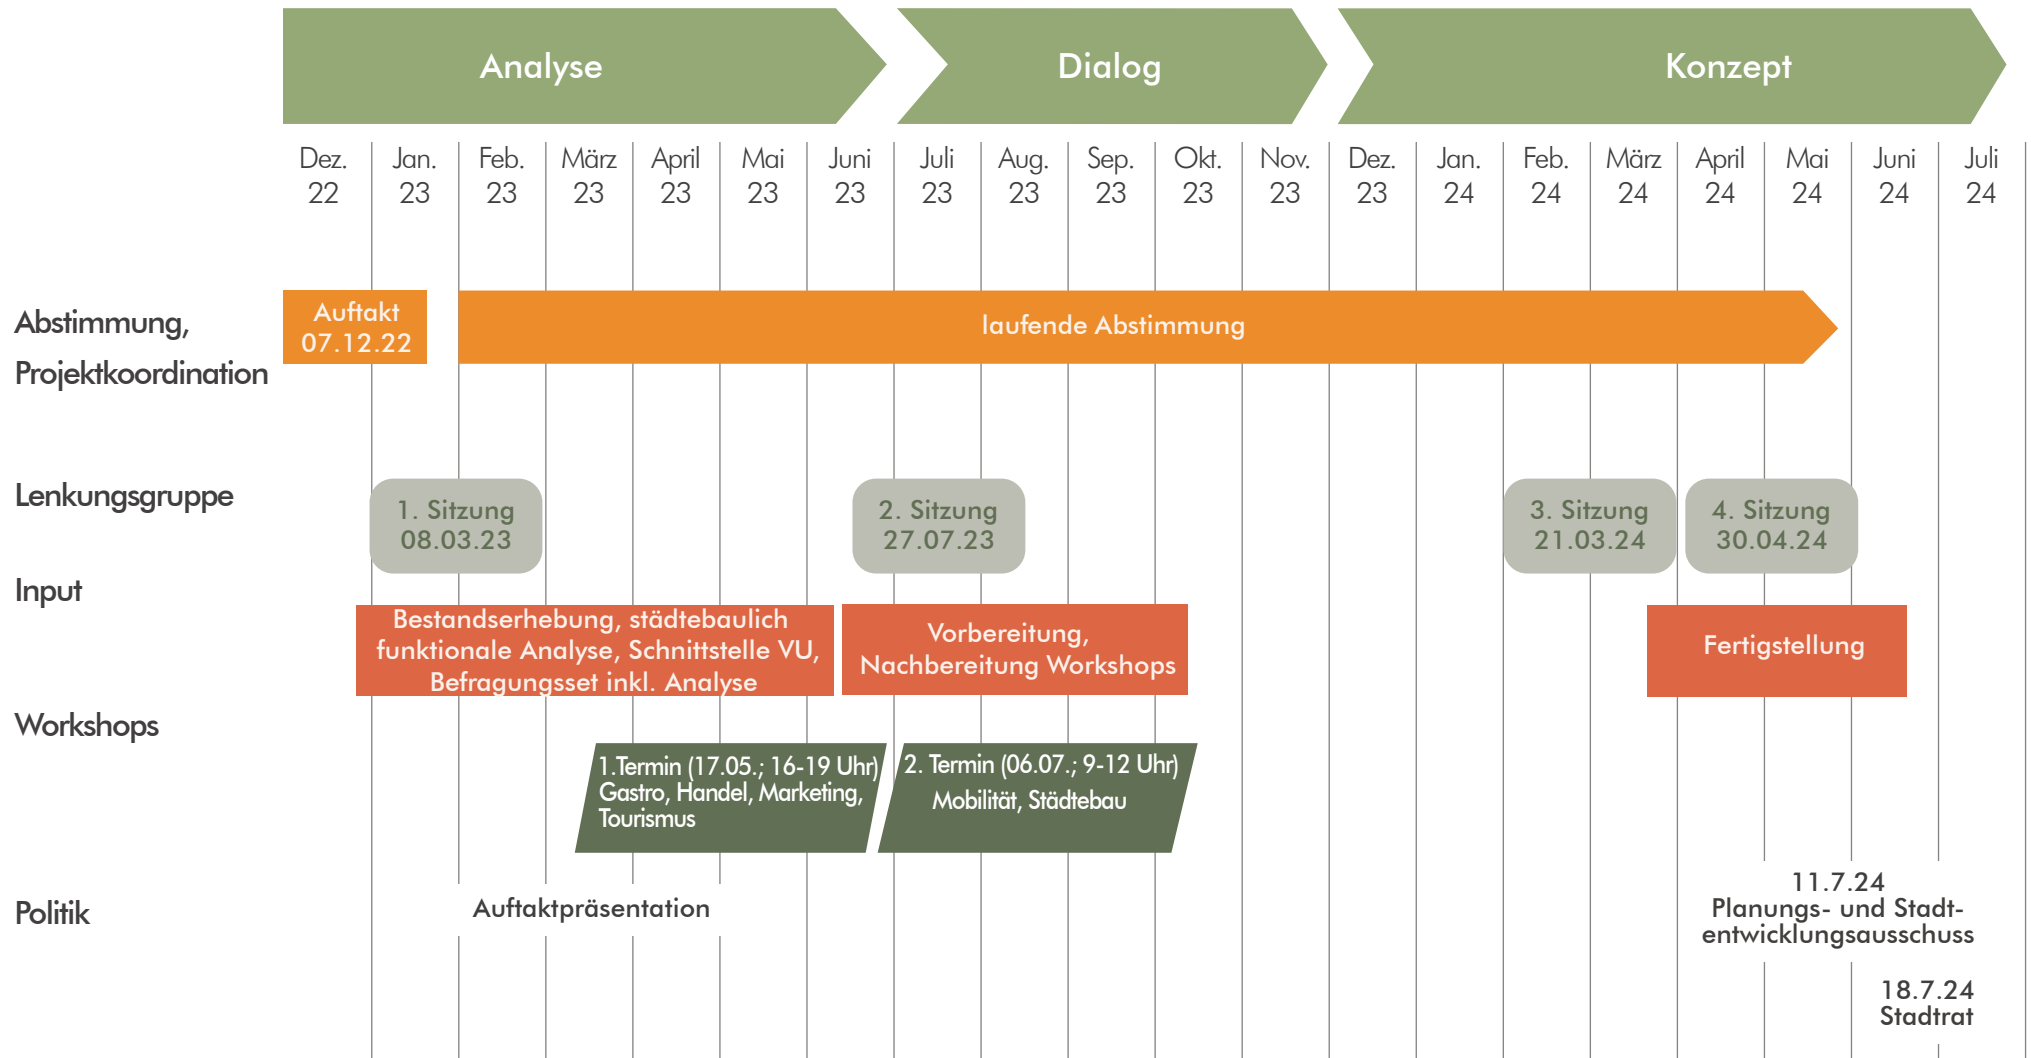 Analyse
Dialog
Konzept
Dez. Jan. Feb. März April Mai Juni Juli Aug. Sep. Okt. Nov. Dez. Jan. Feb. März April Mai Juni Juli
22 23 23 23 23 23 23 23 23 23 23 23 23 24 24 24 24 24 24 24
Abstimmung,
Projektkoordination
Auftakt
07.12.22
laufende Abstimmung
Lenkungsgruppe
1. Sitzung
08.03.23
2. Sitzung
27.07.23
3. Sitzung
21.03.24
4. Sitzung
30.04.24
Input
Bestandserhebung, städtebaulich
funktionale Analyse, Schnittstelle VU,
Befragungsset inkl. Analyse
Vorbereitung,
Nachbereitung Workshops
Fertigstellung
Workshops
1.Termin (17.05.; 16-19 Uhr)
Gastro, Handel, Marketing,
Tourismus
2. Termin (06.07.; 9-12 Uhr)
Mobilität, Städtebau
Politik
Auftaktpräsentation
11.7.24
Planungs- und Stadt-
entwicklungsausschuss
18.7.24
Stadtrat